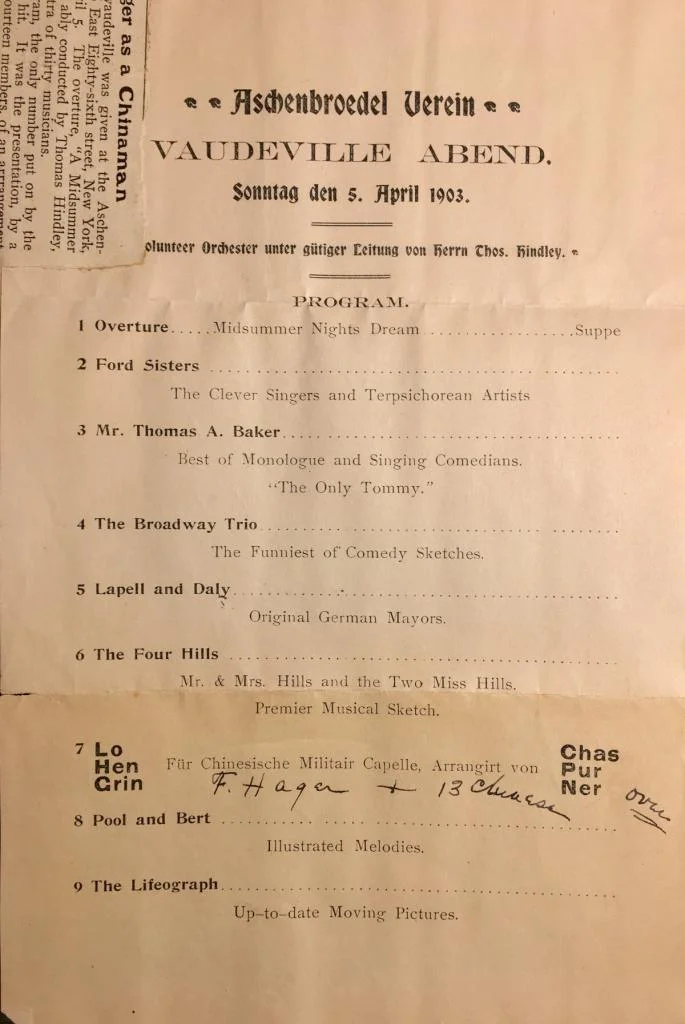 ger as a Chinaman
vaudeville was given at the Aschen-
East Eighty-sixth street, New York,
il 5. The overture, "A Midsummer
ably conducted by Thomas Hindley,
tra of thirty musicians.
ram, the only number put on by the
hit. It was the presentation, by a
ourteen members, of an arrangement
Aschenbroedel Verein
VAUDEVILLE ABEND.
Sonntag den 5. April 1903.
olunteer Orchester unter gütiger Leitung von Herrn Thos. Hindley.
PROGRAM.
1 Overture.....Midsummer Nights Dream.................Suppe
2 Ford Sisters
The Clever Singers and Terpsichorean Artists
3 Mr. Thomas A. Baker
Best of Monologue and Singing Comedians.
"The Only Tommy."
4 The Broadway Trio
The Funniest of Comedy Sketches.
5 Lapell and Daly
Original German Mayors.
6 The Four Hills
Mr. & Mrs. Hills and the Two Miss Hills.
Premier Musical Sketch.
7 Lo Hen Grin Für Chinesische Militair Capelle, Arrangirt von Chas Pur Ner
F. Hager + 13 Chinese over
8 Pool and Bert
Illustrated Melodies.
9 The Lifeograph
Up-to-date Moving Pictures.